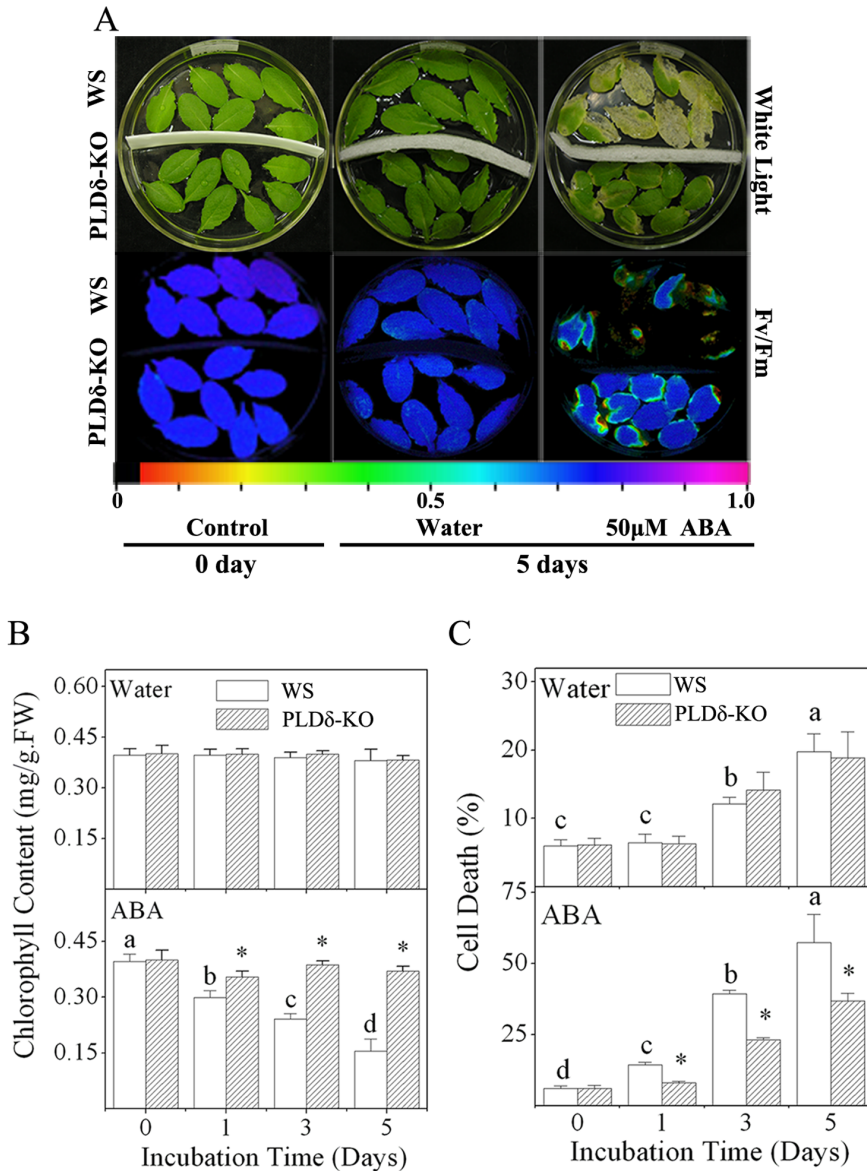 A
WS
PLDδ-KO
White Light
WS
PLDδ-KO
Fv/Fm
0 0.5 1.0
Control Water 50μM ABA
0 day 5 days
B
Chlorophyll Content (mg/g.FW)
Water
WS
PLDδ-KO
0.60
0.45
0.30
0.15
ABA
0.45
0.30
0.15
a b * c * d *
0 1 3 5
Incubation Time (Days)
C
Cell Death (%)
Water
WS
PLDδ-KO
30
20
10
c c b a
ABA
75
50
25
d c * b * a *
0 1 3 5
Incubation Time (Days)